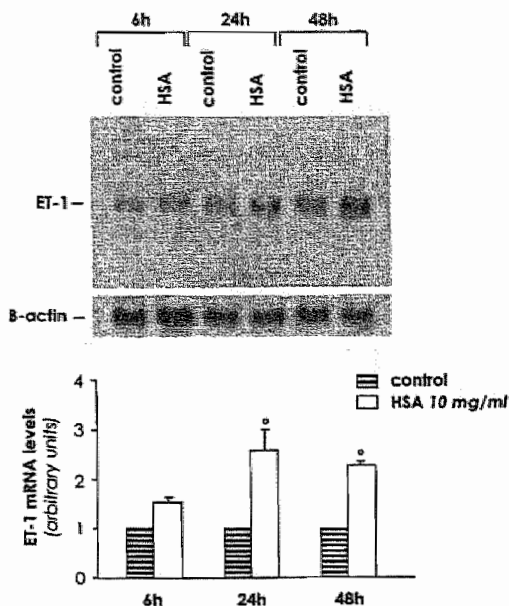 6h 24h 48h
control HSA control HSA control HSA
ET-1
B-actin
control
HSA 10 mg/ml
ET-1 mRNA levels
(arbitrary units)
4
3
2
1
0
6h 24h 48h